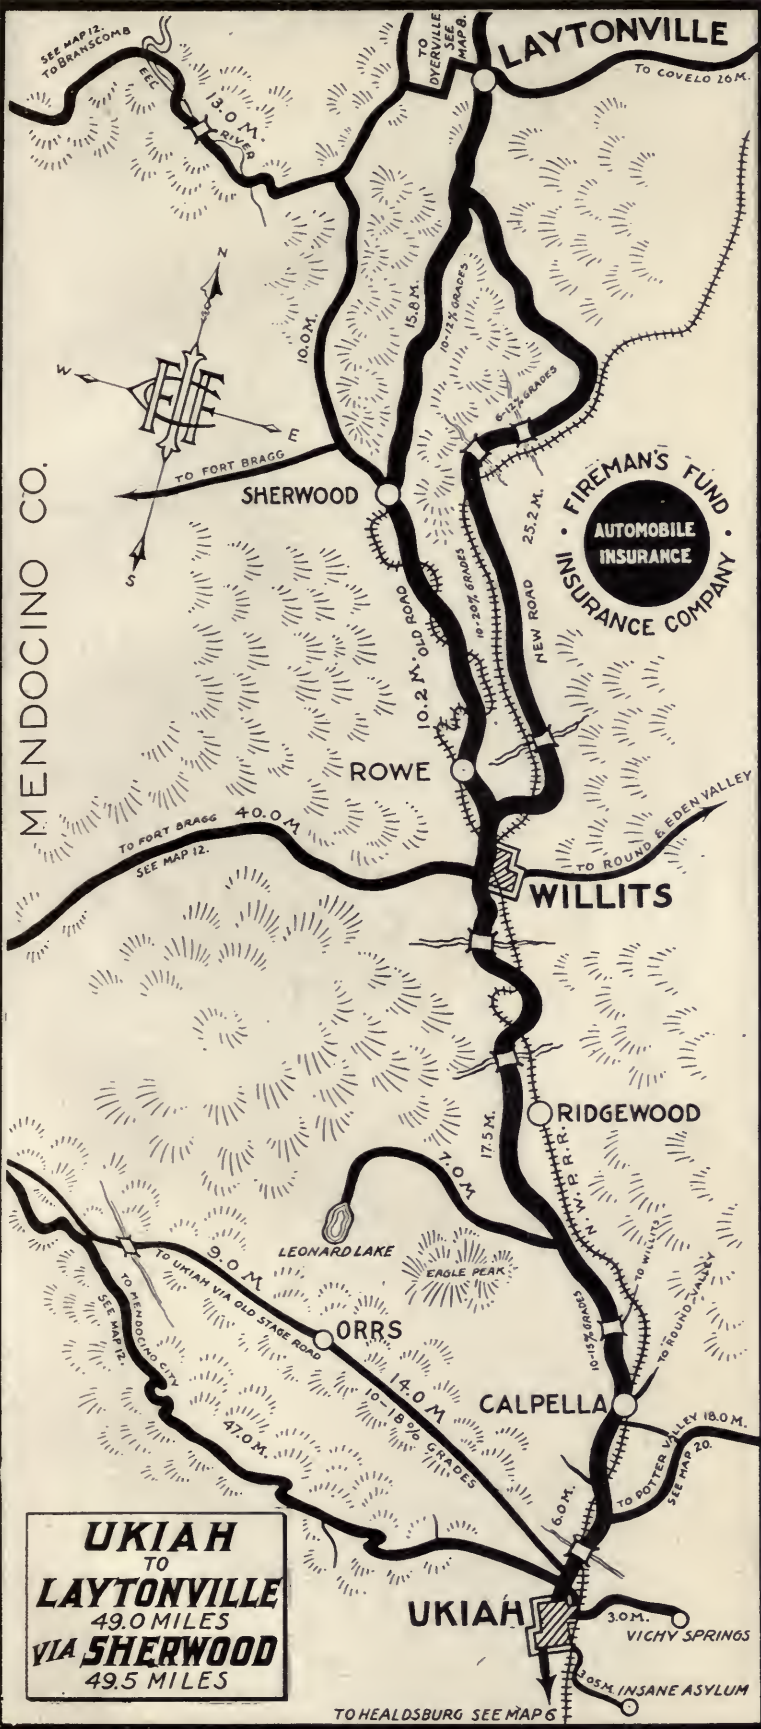 SEE MAP 12.
TO BRANSCOMB
TO
DYERVILLE
SEE
MAP 8.
LAYTONVILLE
TO COVELO 26 M.
EEL
RIVER
13.0 M.
N
W
E
S
10.0 M.
15.8 M.
10-12% GRADES
6-12% GRADES
TO FORT BRAGG
SHERWOOD
MENDOCINO CO.
FIREMAN'S FUND
AUTOMOBILE
INSURANCE
INSURANCE COMPANY
25.2 M.
NEW ROAD
10-20% GRADES
10.2 M. OLD ROAD
ROWE
TO FORT BRAGG 40.0 M
SEE MAP 12.
TO ROUND & EDEN VALLEY
WILLITS
RIDGEWOOD
17.5 M.
N. W. P. R. R.
7.0 M
LEONARD LAKE
EAGLE PEAK
9.0 M
TO UKIAH VIA OLD STAGE ROAD
TO MENDOCINO CITY
SEE MAP 12.
ORRS
14.0 M
10-18% GRADES
47.0 M.
TO WILLITS
TO ROUND VALLEY
10-15% GRADES
CALPELLA
TO POTTER VALLEY 18.0 M.
SEE MAP 20.
6.0 M.
UKIAH
3.0 M.
VICHY SPRINGS
3.05 M. INSANE ASYLUM
TO HEALDSBURG SEE MAP 6
UKIAH
TO
LAYTONVILLE
49.0 MILES
VIA SHERWOOD
49.5 MILES